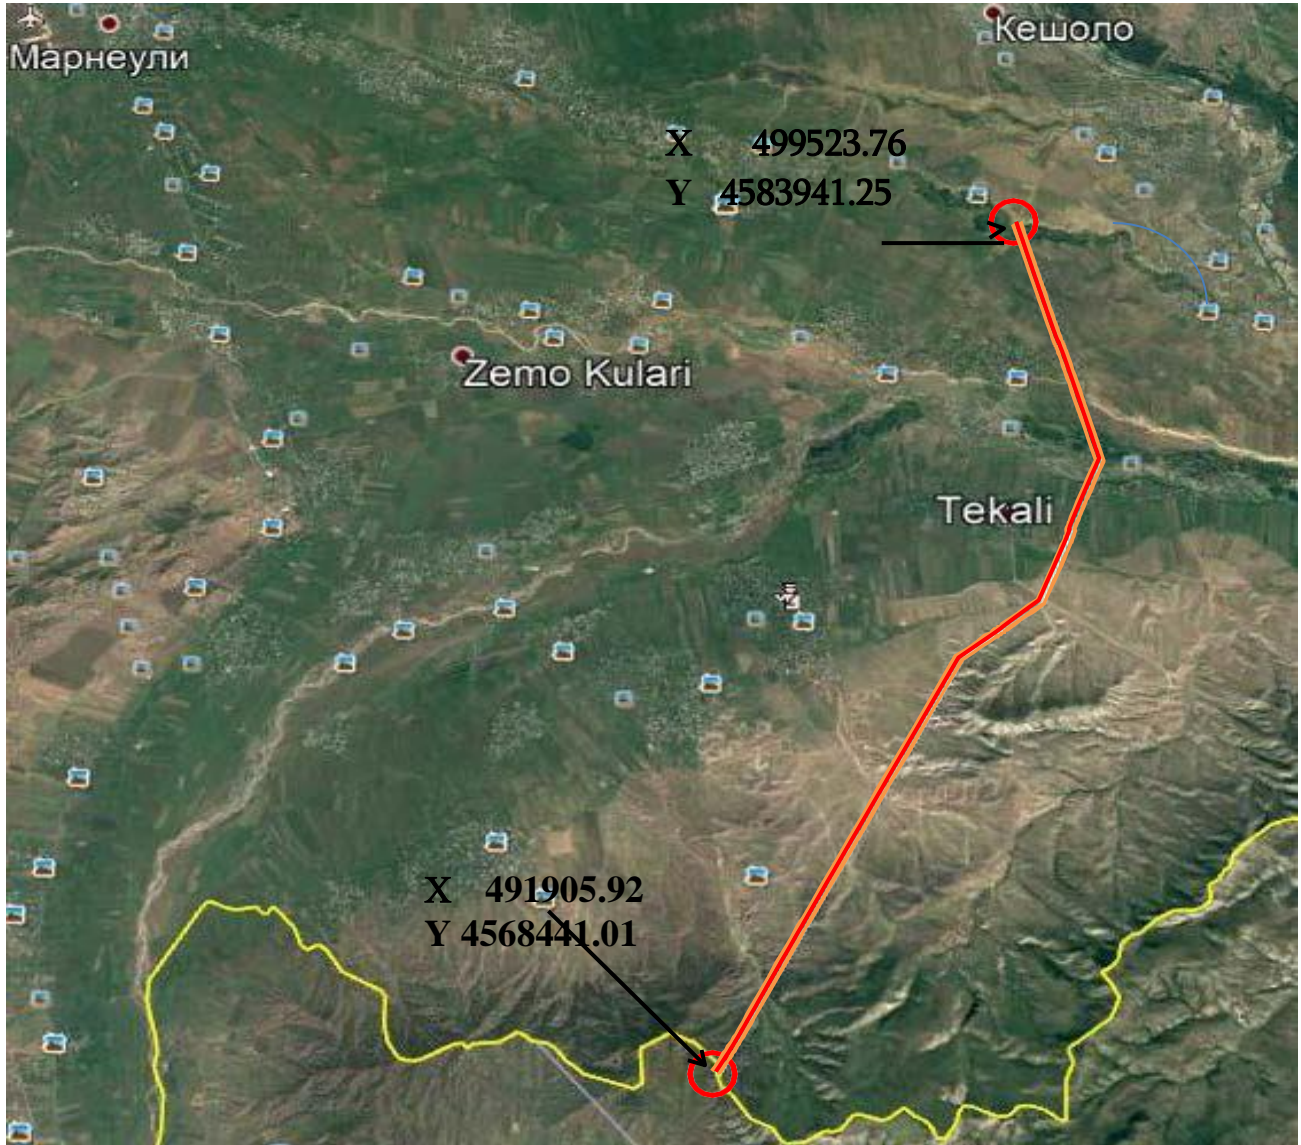 Марнеули
Кешоло
X 499523.76
Y 4583941.25
Zemo Kulari
Tekali
X 491905.92
Y 4568441.01